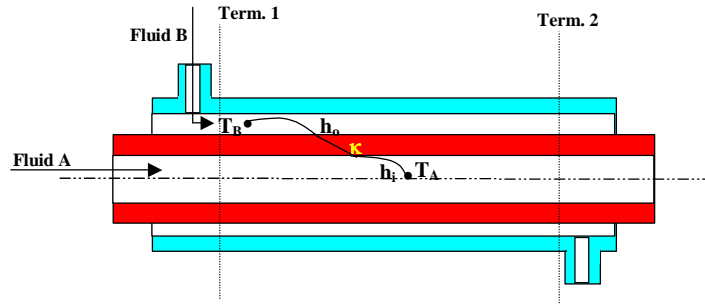 Term. 1
Term. 2
Fluid B
T_B
h_o
κ
Fluid A
h_i
T_A